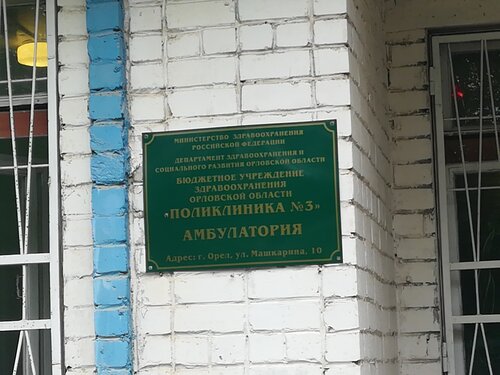 МИНИСТЕРСТВО ЗДРАВООХРАНЕНИЯ
РОССИЙСКОЙ ФЕДЕРАЦИИ
ДЕПАРТАМЕНТ ЗДРАВООХРАНЕНИЯ И
СОЦИАЛЬНОГО РАЗВИТИЯ ОРЛОВСКОЙ ОБЛАСТИ
БЮДЖЕТНОЕ УЧРЕЖДЕНИЕ
ЗДРАВООХРАНЕНИЯ
ОРЛОВСКОЙ ОБЛАСТИ
«ПОЛИКЛИНИКА №3»
АМБУЛАТОРИЯ
Адрес: г. Орел, ул. Машкарина, 10